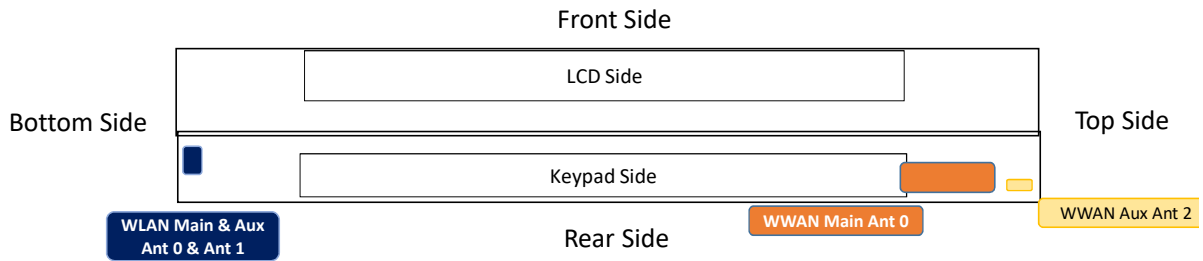 Front Side
LCD Side
Bottom Side
Top Side
Keypad Side
WLAN Main & Aux
Ant 0 & Ant 1
WWAN Main Ant 0
WWAN Aux Ant 2
Rear Side